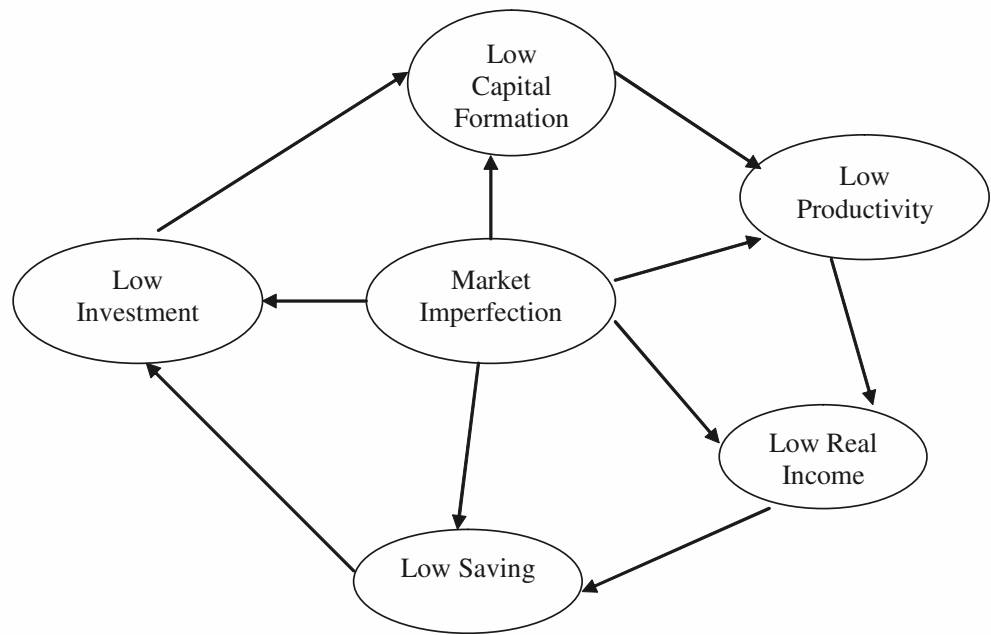 Low
Capital
Formation
Low
Productivity
Low
Investment
Market
Imperfection
Low Real
Income
Low Saving